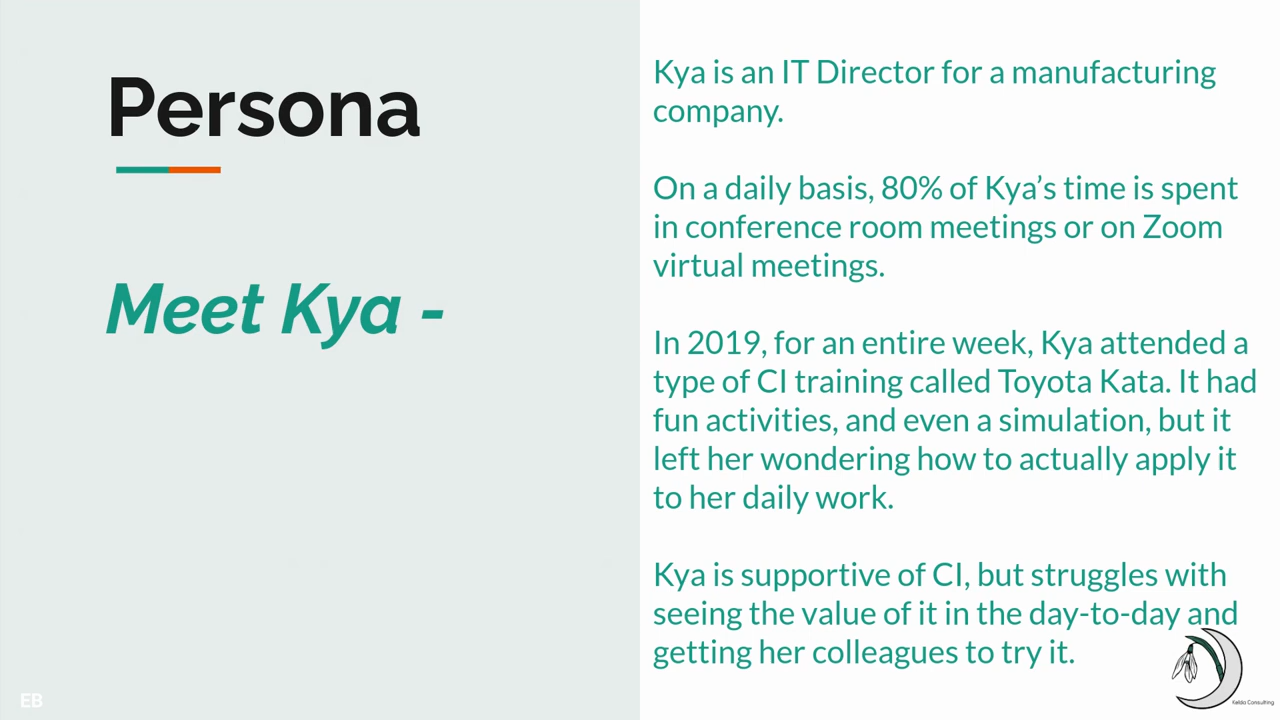 Persona
Meet Kya -
Kya is an IT Director for a manufacturing
company.
On a daily basis, 80% of Kya’s time is spent
in conference room meetings or on Zoom
virtual meetings.
In 2019, for an entire week, Kya attended a
type of CI training called Toyota Kata. It had
fun activities, and even a simulation, but it
left her wondering how to actually apply it
to her daily work.
Kya is supportive of CI, but struggles with
seeing the value of it in the day-to-day and
getting her colleagues to try it.
EB
Kelda Consulting